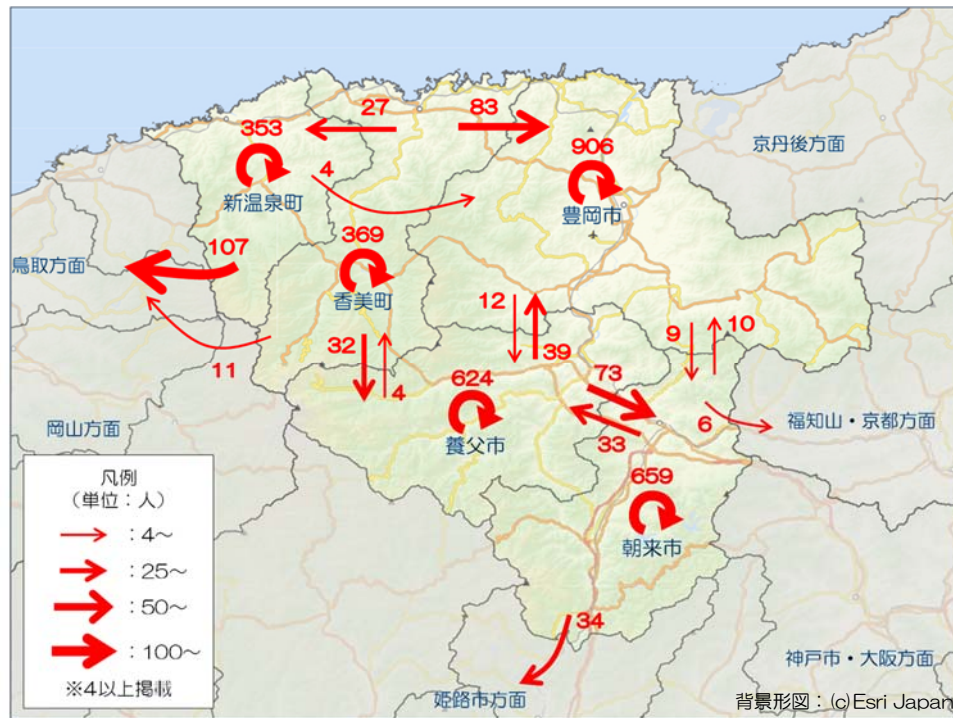 27
83
353
906
京丹後方面
4
新温泉町
豊岡市
369
107
鳥取方面
香美町
12
9
10
32
39
11
4
624
73
6
岡山方面
福知山・京都方面
養父市
33
659
朝来市
凡例
(単位:人)
:4～
:25～
:50～
:100～
※4以上掲載
34
姫路市方面
神戸市・大阪方面
背景形図:(c)Esri Japan